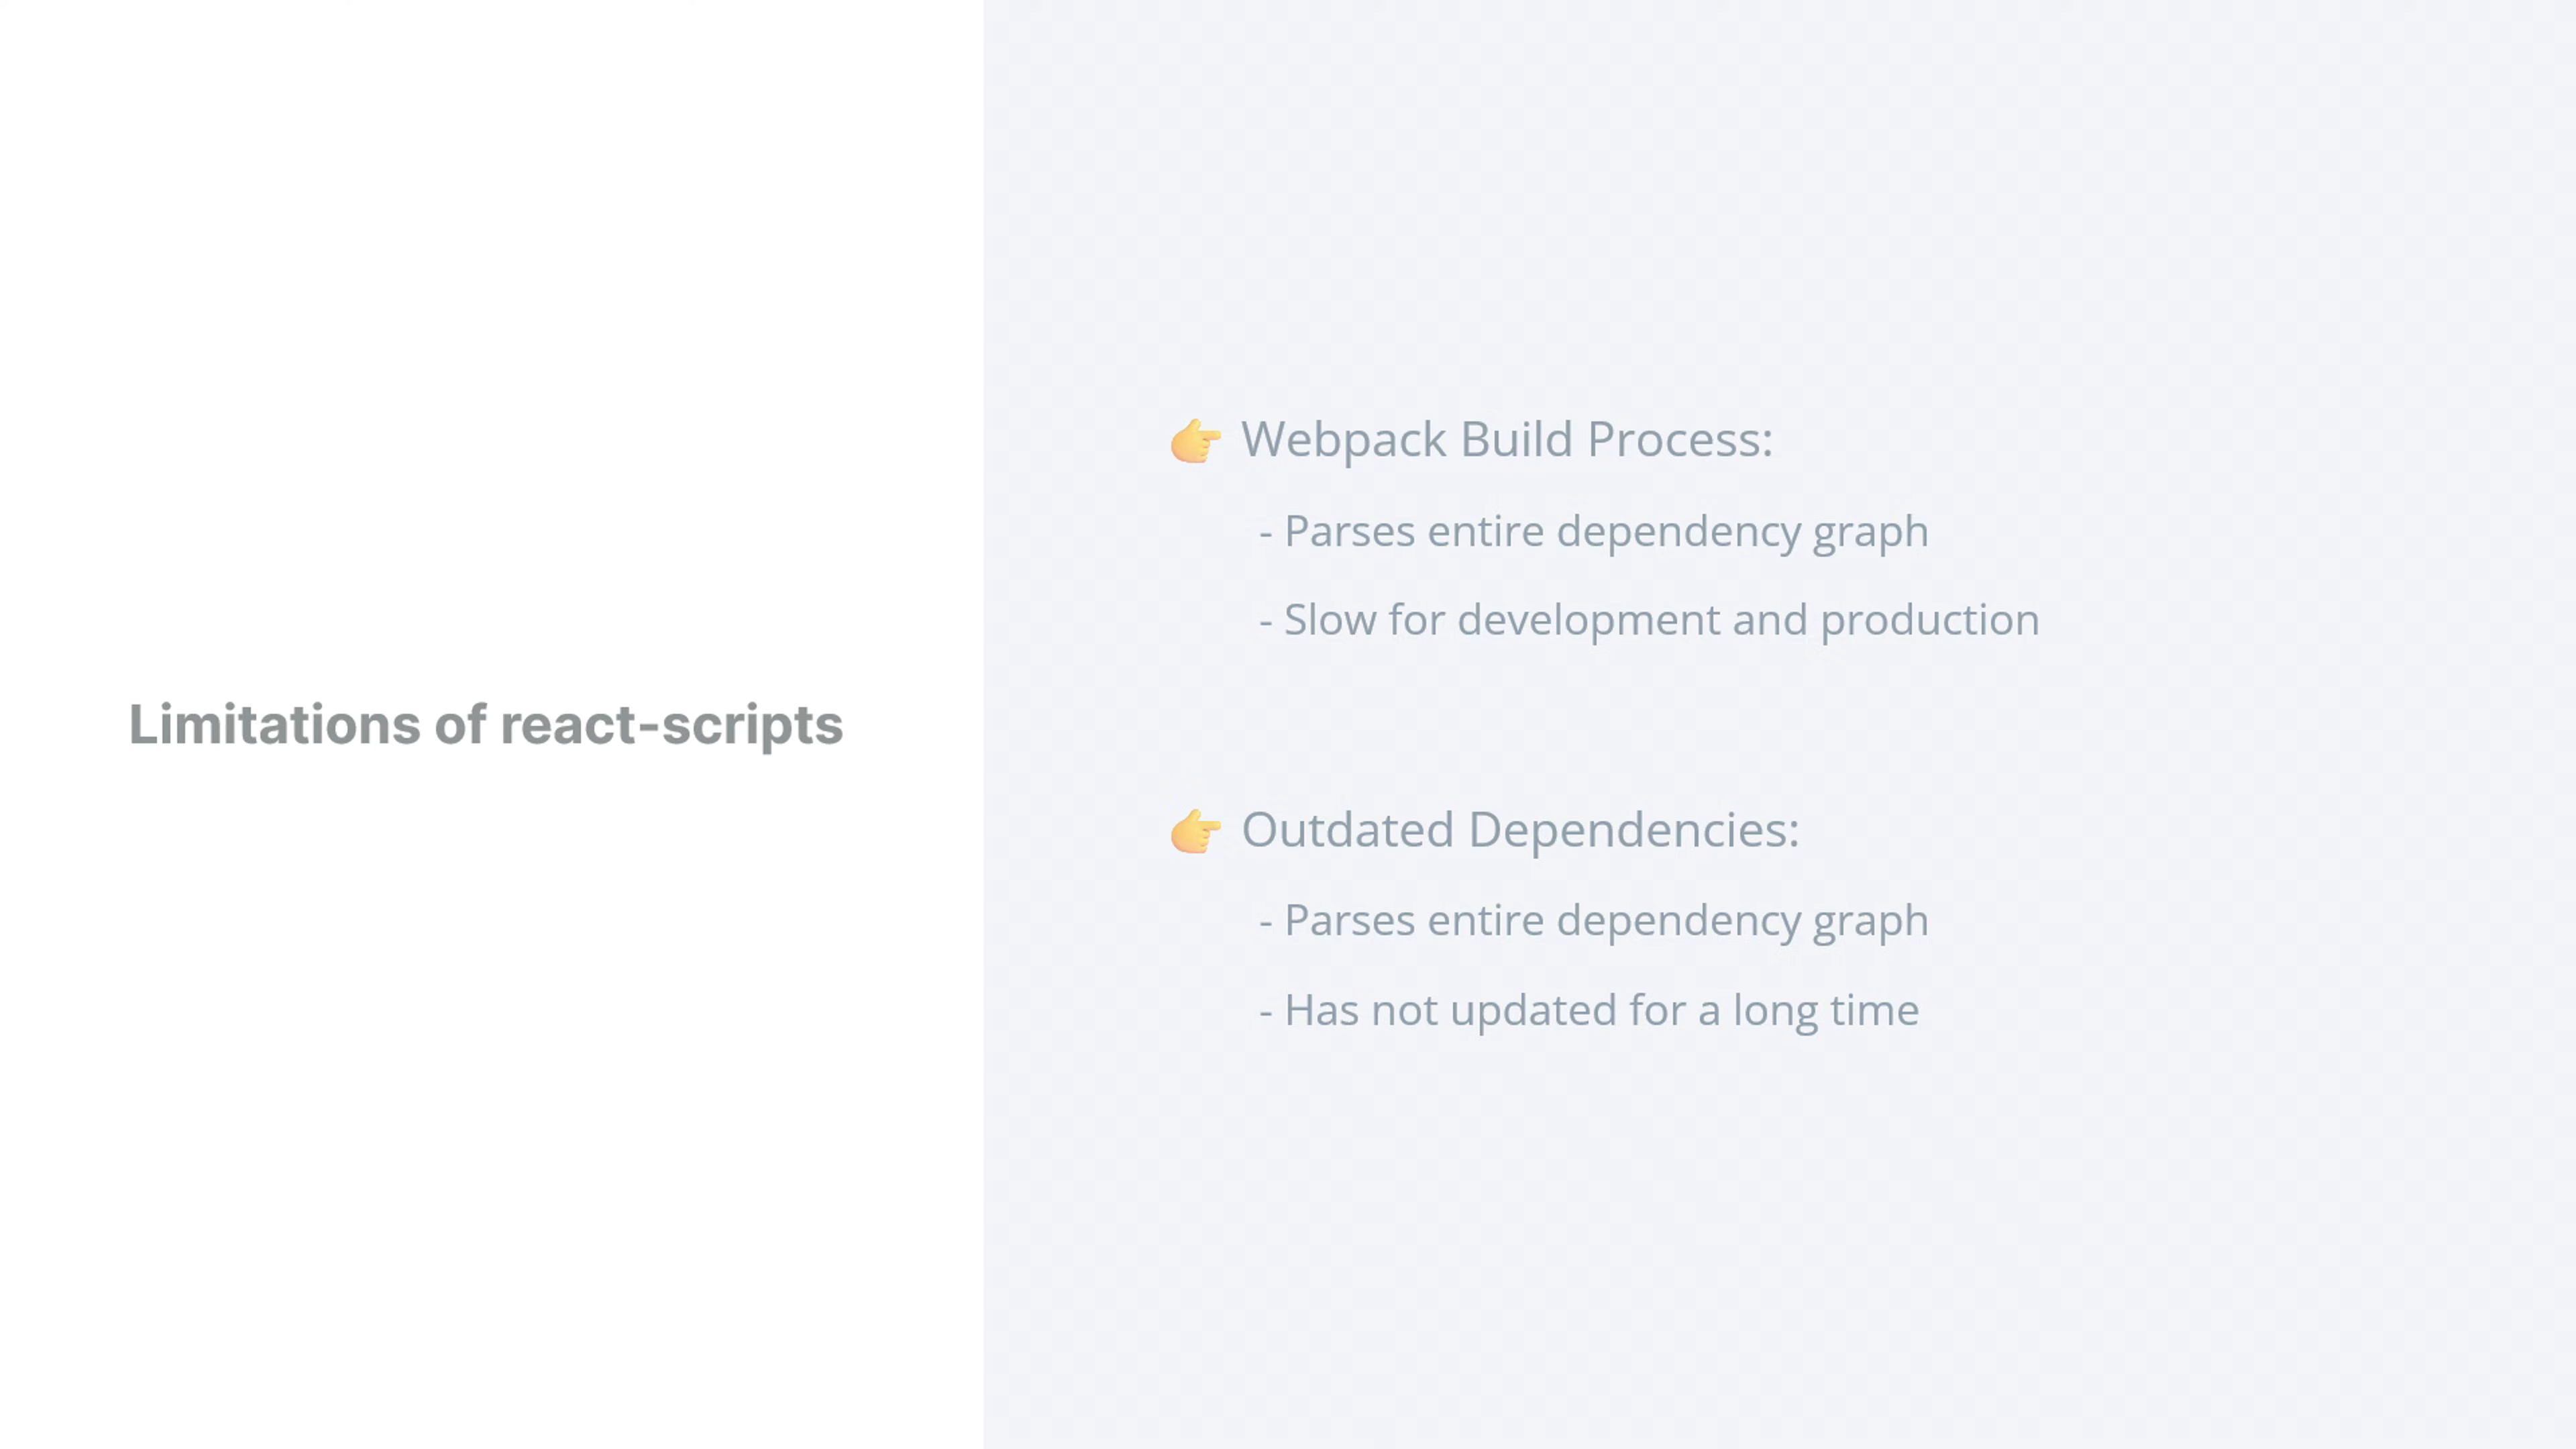 Limitations of react-scripts
👉 Webpack Build Process:
- Parses entire dependency graph
- Slow for development and production
👉 Outdated Dependencies:
- Parses entire dependency graph
- Has not updated for a long time